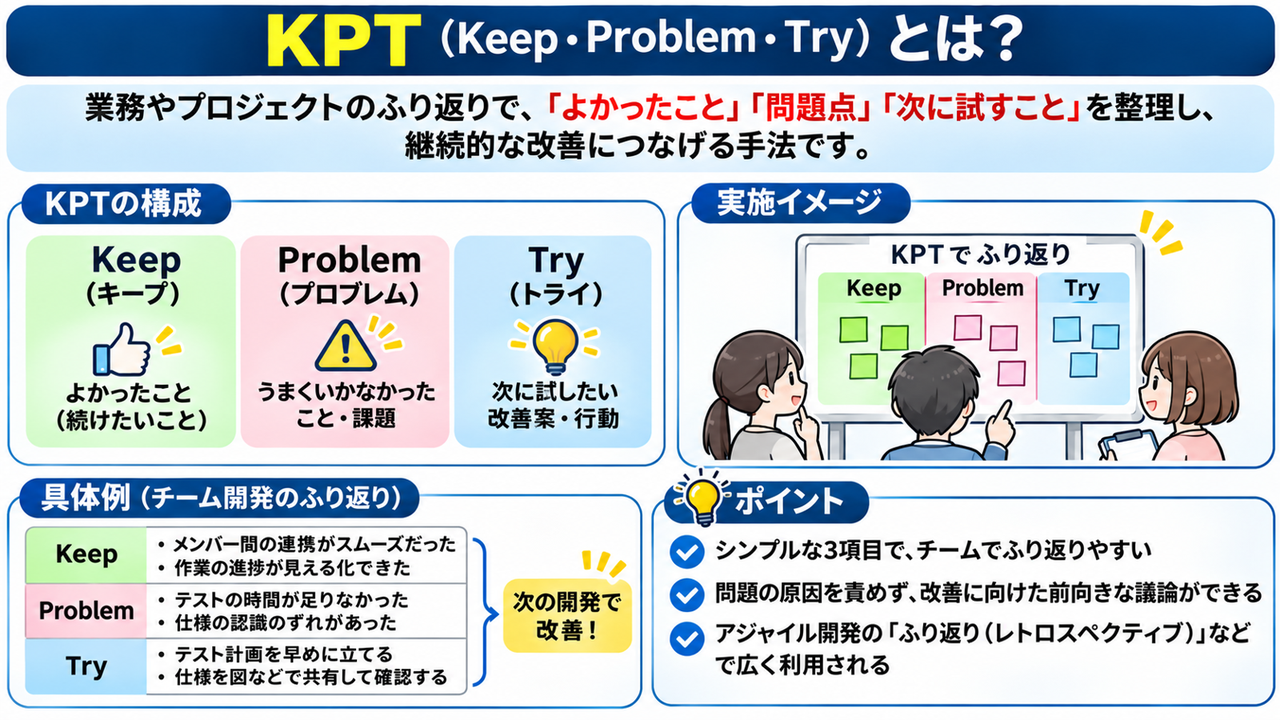 KPT（Keep・Problem・Try）とは？
業務やプロジェクトのふり返りで、「よかったこと」「問題点」「次に試すこと」を整理し、
継続的な改善につなげる手法です。
KPTの構成
Keep
（キープ）
よかったこと
（続けたいこと）
Problem
（プロブレム）
うまくいかなかった
こと・課題
Try
（トライ）
次に試したい
改善案・行動
実施イメージ
KPTでふり返り
Keep
Problem
Try
具体例（チーム開発のふり返り）
Keep
・メンバー間の連携がスムーズだった
・作業の進捗が見える化できた
Problem
・テストの時間が足りなかった
・仕様の認識のずれがあった
Try
・テスト計画を早めに立てる
・仕様を図などで共有して確認する
次の開発で
改善！
ポイント
シンプルな3項目で、チームでふり返りやすい
問題の原因を責めず、改善に向けた前向きな議論ができる
アジャイル開発の「ふり返り（レトロスペクティブ）」など
で広く利用される